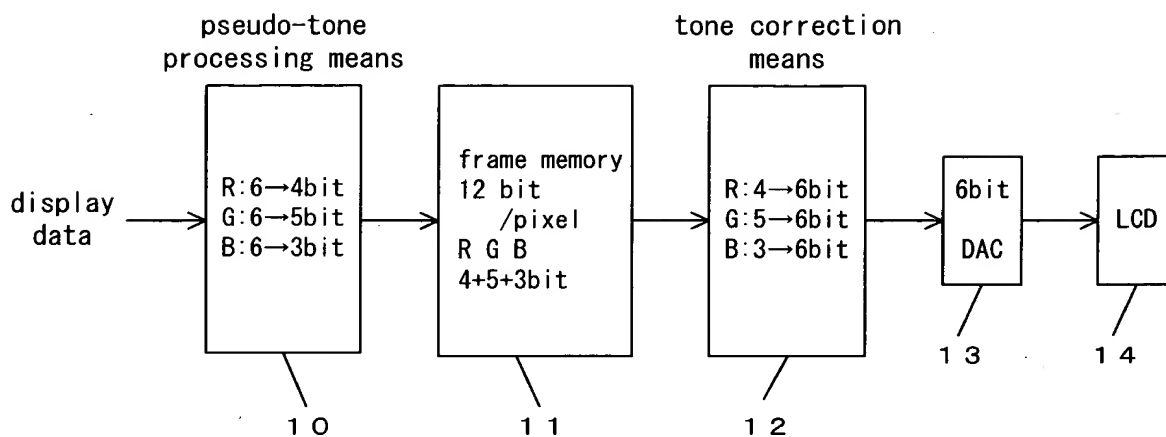 pseudo-tone
processing means
tone correction
means
display
data
R:6→4bit
G:6→5bit
B:6→3bit
frame memory
12 bit
/pixel
R G B
4+5+3bit
R:4→6bit
G:5→6bit
B:3→6bit
6bit
DAC
LCD
10
11
12
13
14